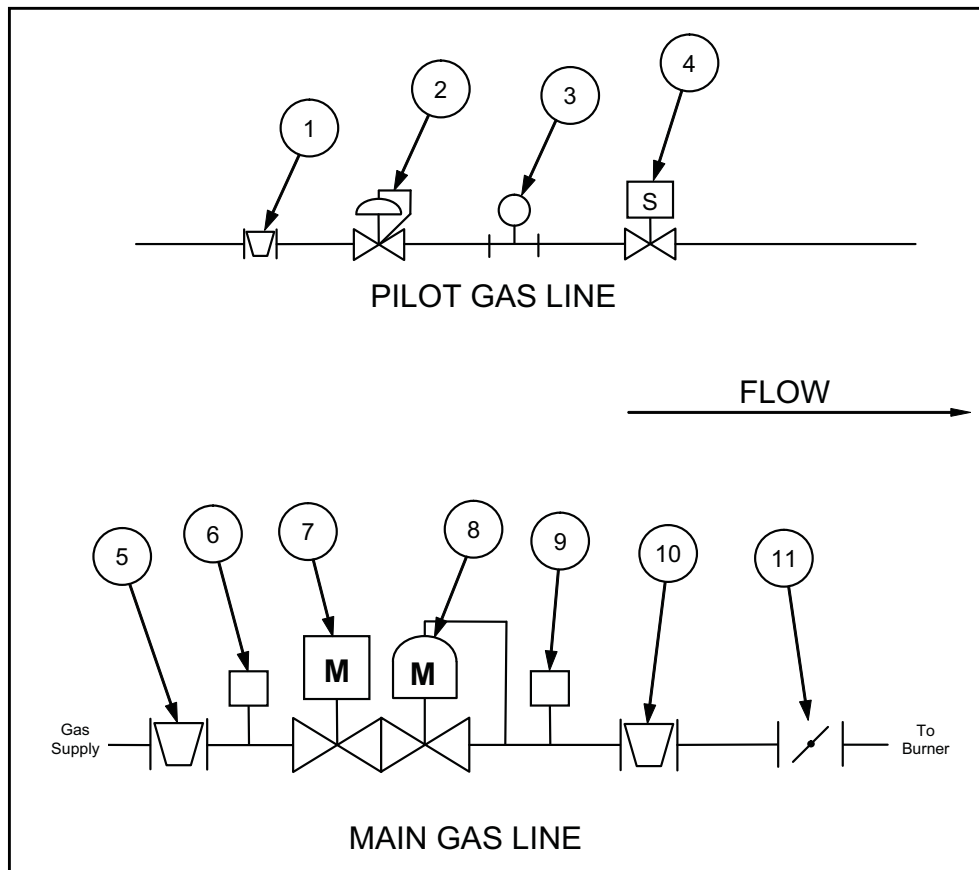 1
2
3
4
S
PILOT GAS LINE
FLOW
5
6
7
8
9
10
11
M
M
Gas
Supply
To
Burner
MAIN GAS LINE